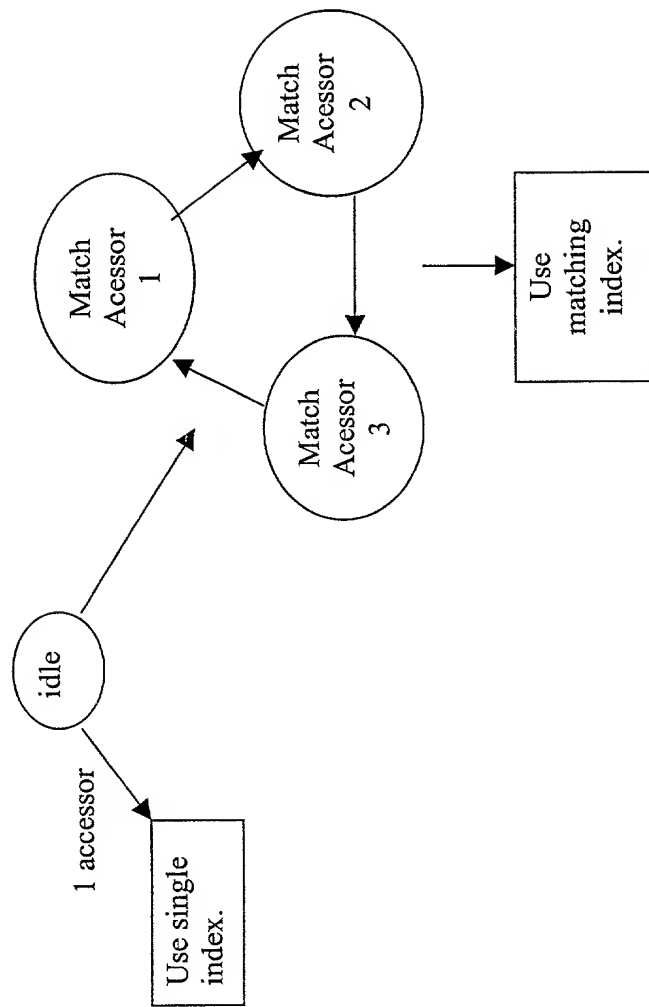 idle
1 accessor
Use single
index.
Match
Acessor
1
Match
Acessor
2
Match
Acessor
3
Use
matching
index.